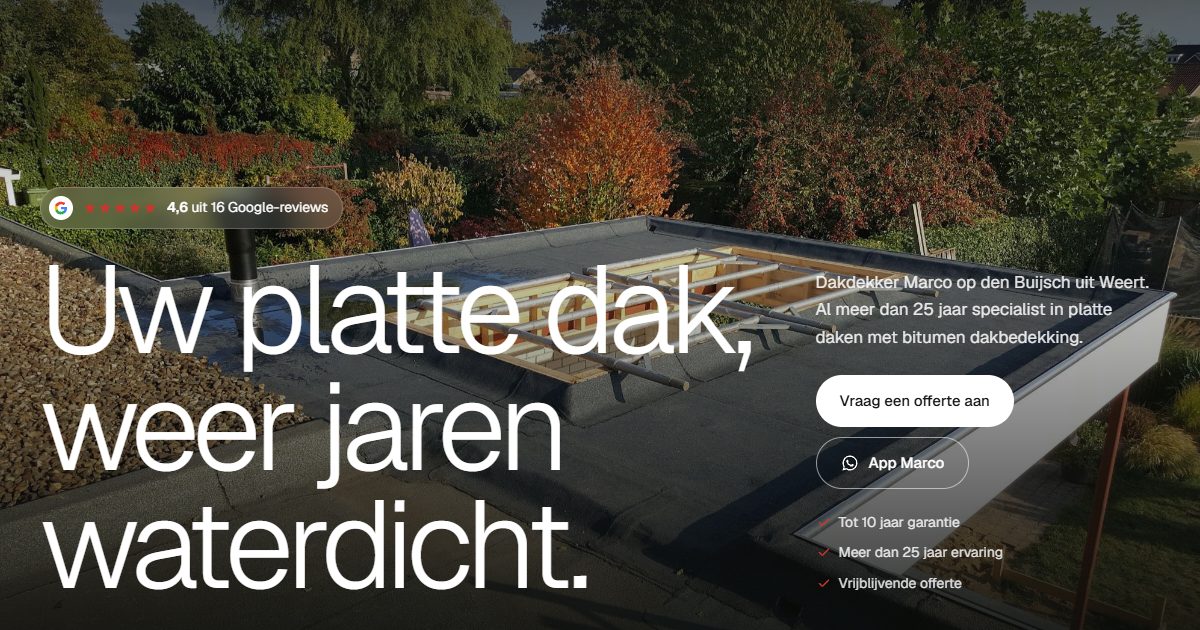 4,6 uit 16 Google-reviews
Uw platte dak,
weer jaren
waterdicht.
Dakdekker Marco op den Buijsch uit Weert.
Al meer dan 25 jaar specialist in platte
daken met bitumen dakbedekking.
Vraag een offerte aan
App Marco
Tot 10 jaar garantie
Meer dan 25 jaar ervaring
Vrijblijvende offerte